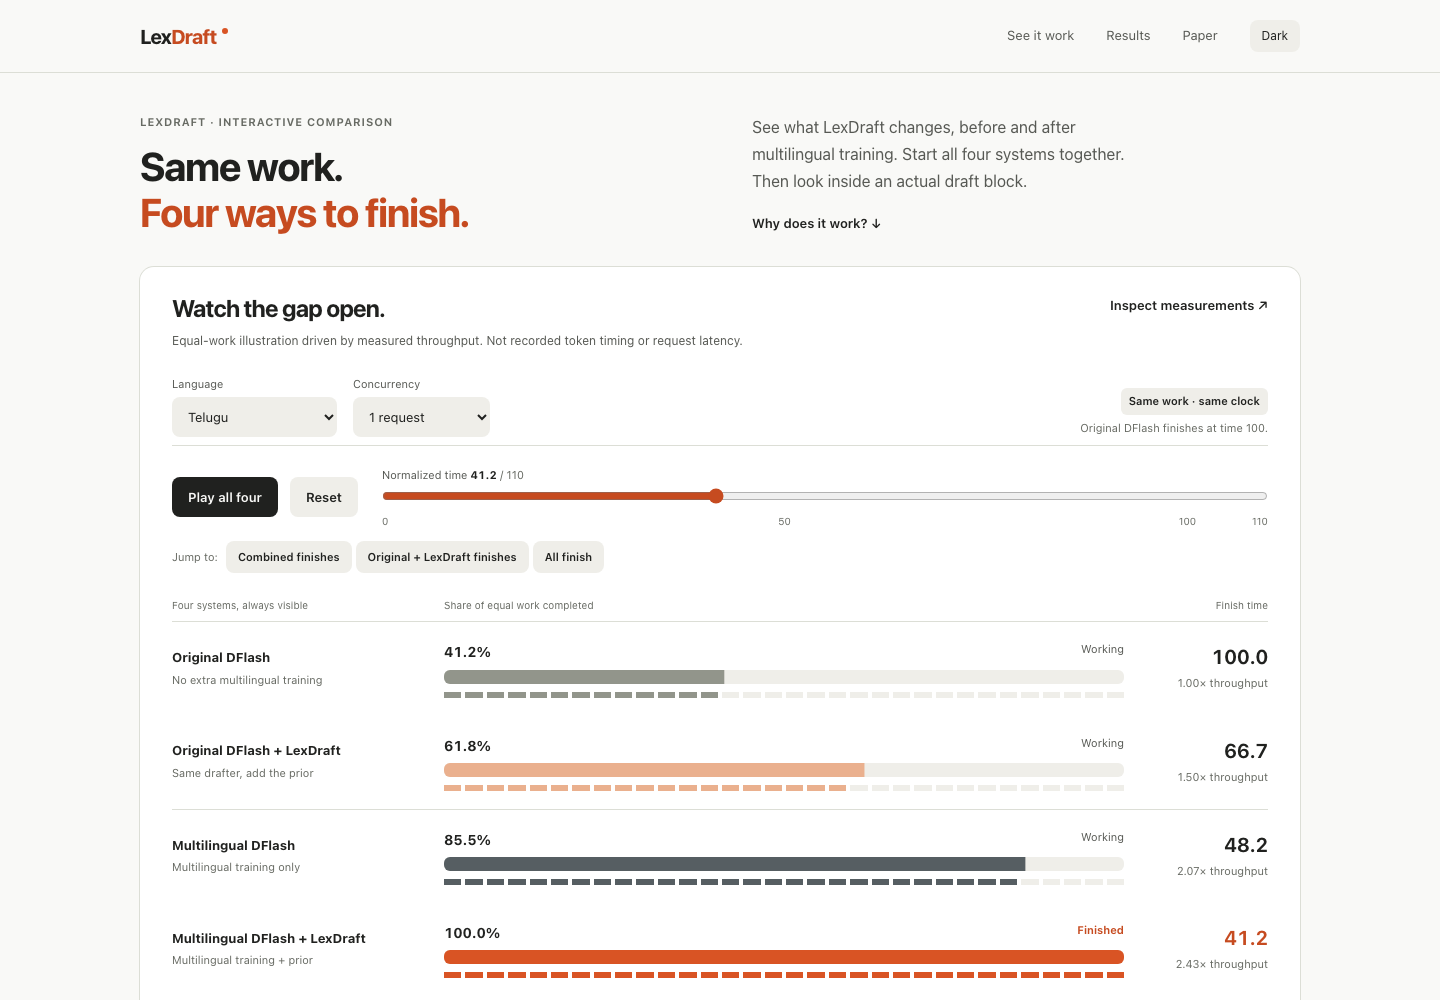 LexDraft
See it work
Results
Paper
Dark
LEXDRAFT · INTERACTIVE COMPARISON
Same work.
Four ways to finish.
See what LexDraft changes, before and after
multilingual training. Start all four systems together.
Then look inside an actual draft block.
Why does it work? ↓
Watch the gap open.
Inspect measurements ↗
Equal-work illustration driven by measured throughput. Not recorded token timing or request latency.
Language
Concurrency
Telugu
1 request
Same work · same clock
Original DFlash finishes at time 100.
Play all four
Reset
Normalized time 41.2 / 110
0
50
100
110
Jump to:
Combined finishes
Original + LexDraft finishes
All finish
Four systems, always visible
Share of equal work completed
Finish time
Original DFlash
No extra multilingual training
41.2%
Working
100.0
1.00× throughput
Original DFlash + LexDraft
Same drafter, add the prior
61.8%
Working
66.7
1.50× throughput
Multilingual DFlash
Multilingual training only
85.5%
Working
48.2
2.07× throughput
Multilingual DFlash + LexDraft
Multilingual training + prior
100.0%
Finished
41.2
2.43× throughput